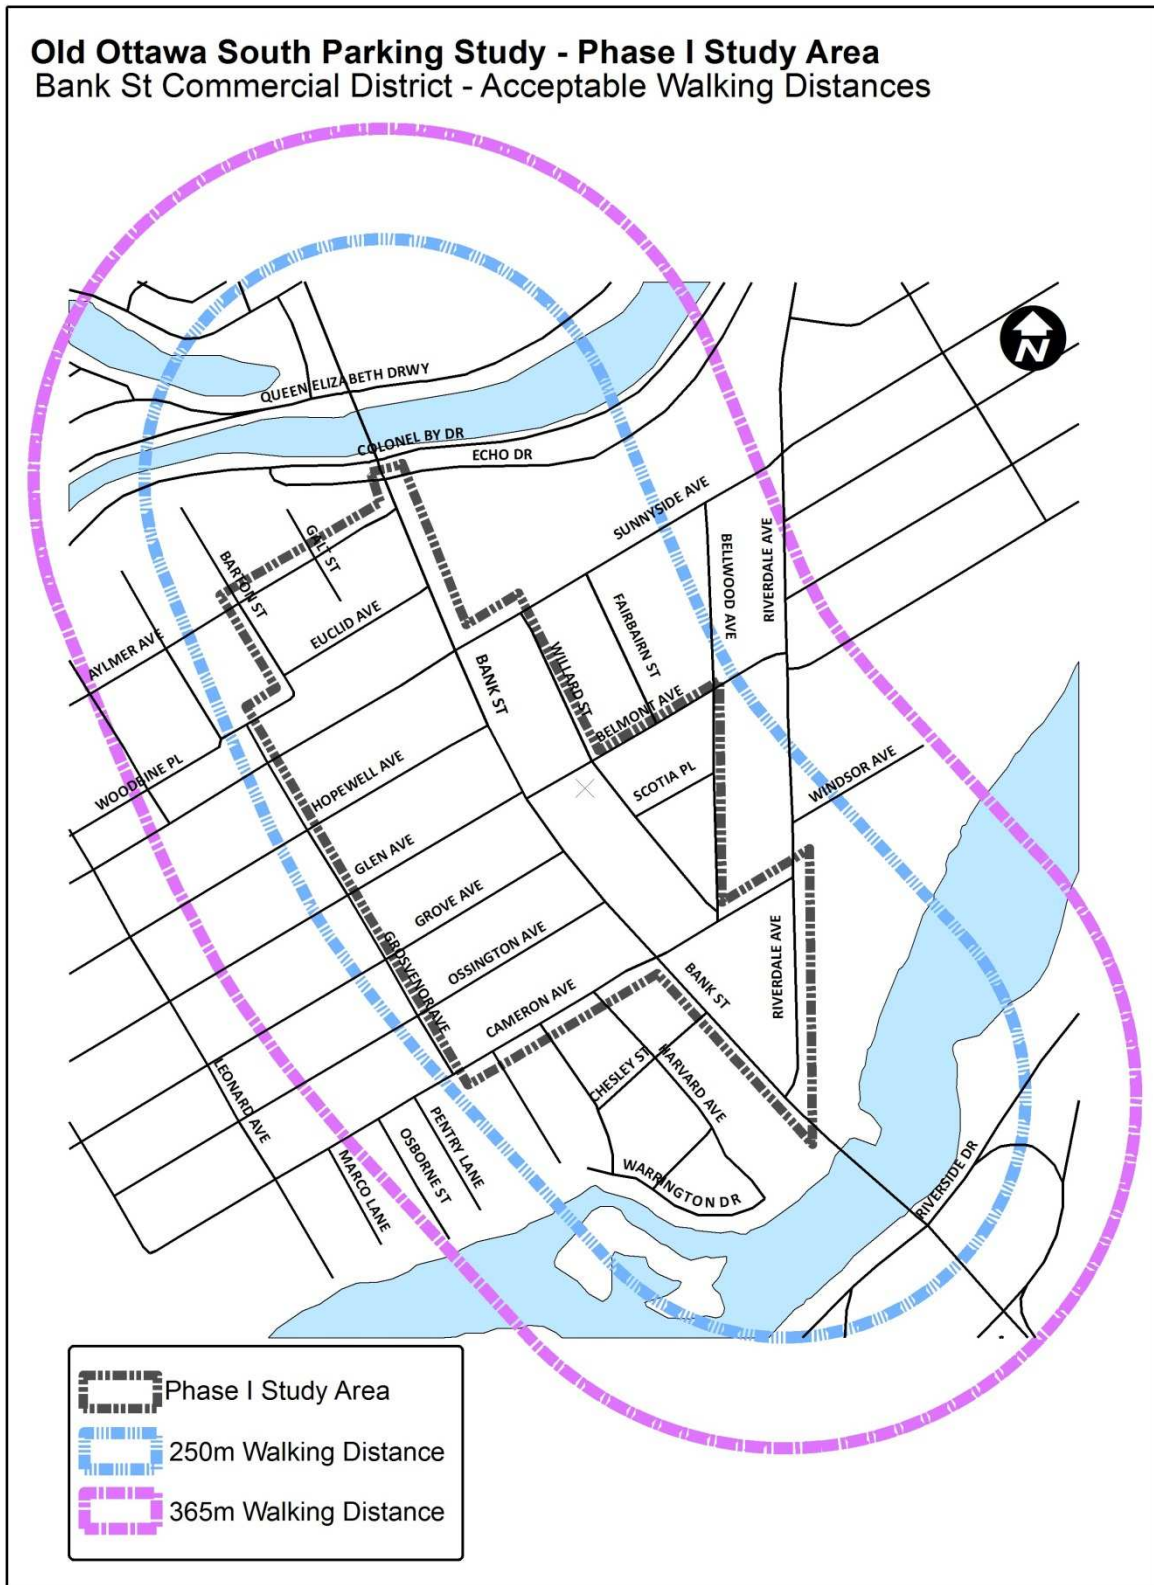 Old Ottawa South Parking Study - Phase I Study Area
Bank St Commercial District - Acceptable Walking Distances
N
QUEEN ELIZABETH DRWY
COLONEL BY DR
ECHO DR
SUNNYSIDE AVE
GALT ST
BARTON ST
EUCLID AVE
AYLMER AVE
BELLWOOD AVE
RIVERDALE AVE
FAIRBAIRN ST
WILLARD ST
BANK ST
BELMONT AVE
WOODBINE PL
HOPEWELL AVE
SCOTIA PL
WINDSOR AVE
GLEN AVE
GROVE AVE
OSSINGTON AVE
GROSVENOR AVE
CAMERON AVE
BANK ST
RIVERDALE AVE
CHESLEY ST
HARVARD AVE
LEONARD AVE
PENTRY LANE
OSBORNE ST
MARCO LANE
WARRINGTON DR
RIVERSIDE DR
Phase I Study Area
250m Walking Distance
365m Walking Distance